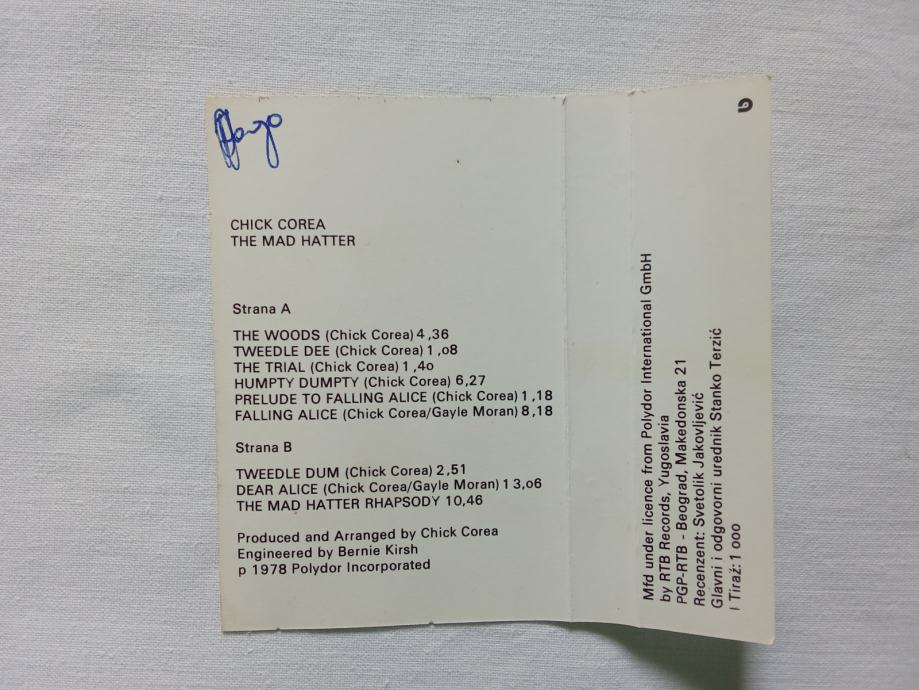 CHICK COREA
THE MAD HATTER
Strana A
THE WOODS (Chick Corea) 4,36
TWEEDLE DEE (Chick Corea) 1,o8
THE TRIAL (Chick Corea) 1,4o
HUMPTY DUMPTY (Chick Corea) 6,27
PRELUDE TO FALLING ALICE (Chick Corea) 1,18
FALLING ALICE (Chick Corea/Gayle Moran) 8,18
Strana B
TWEEDLE DUM (Chick Corea) 2,51
DEAR ALICE (Chick Corea/Gayle Moran) 13,o6
THE MAD HATTER RHAPSODY 10,46
Produced and Arranged by Chick Corea
Engineered by Bernie Kirsh
p 1978 Polydor Incorporated
Mfd under licence from Polydor International GmbH
by RTB Records, Yugoslavia
PGP-RTB - Beograd, Makedonska 21
Recenzent: Svetolik Jakovljević
Glavni i odgovorni urednik Stanko Terzić
I Tiraž: 1 000